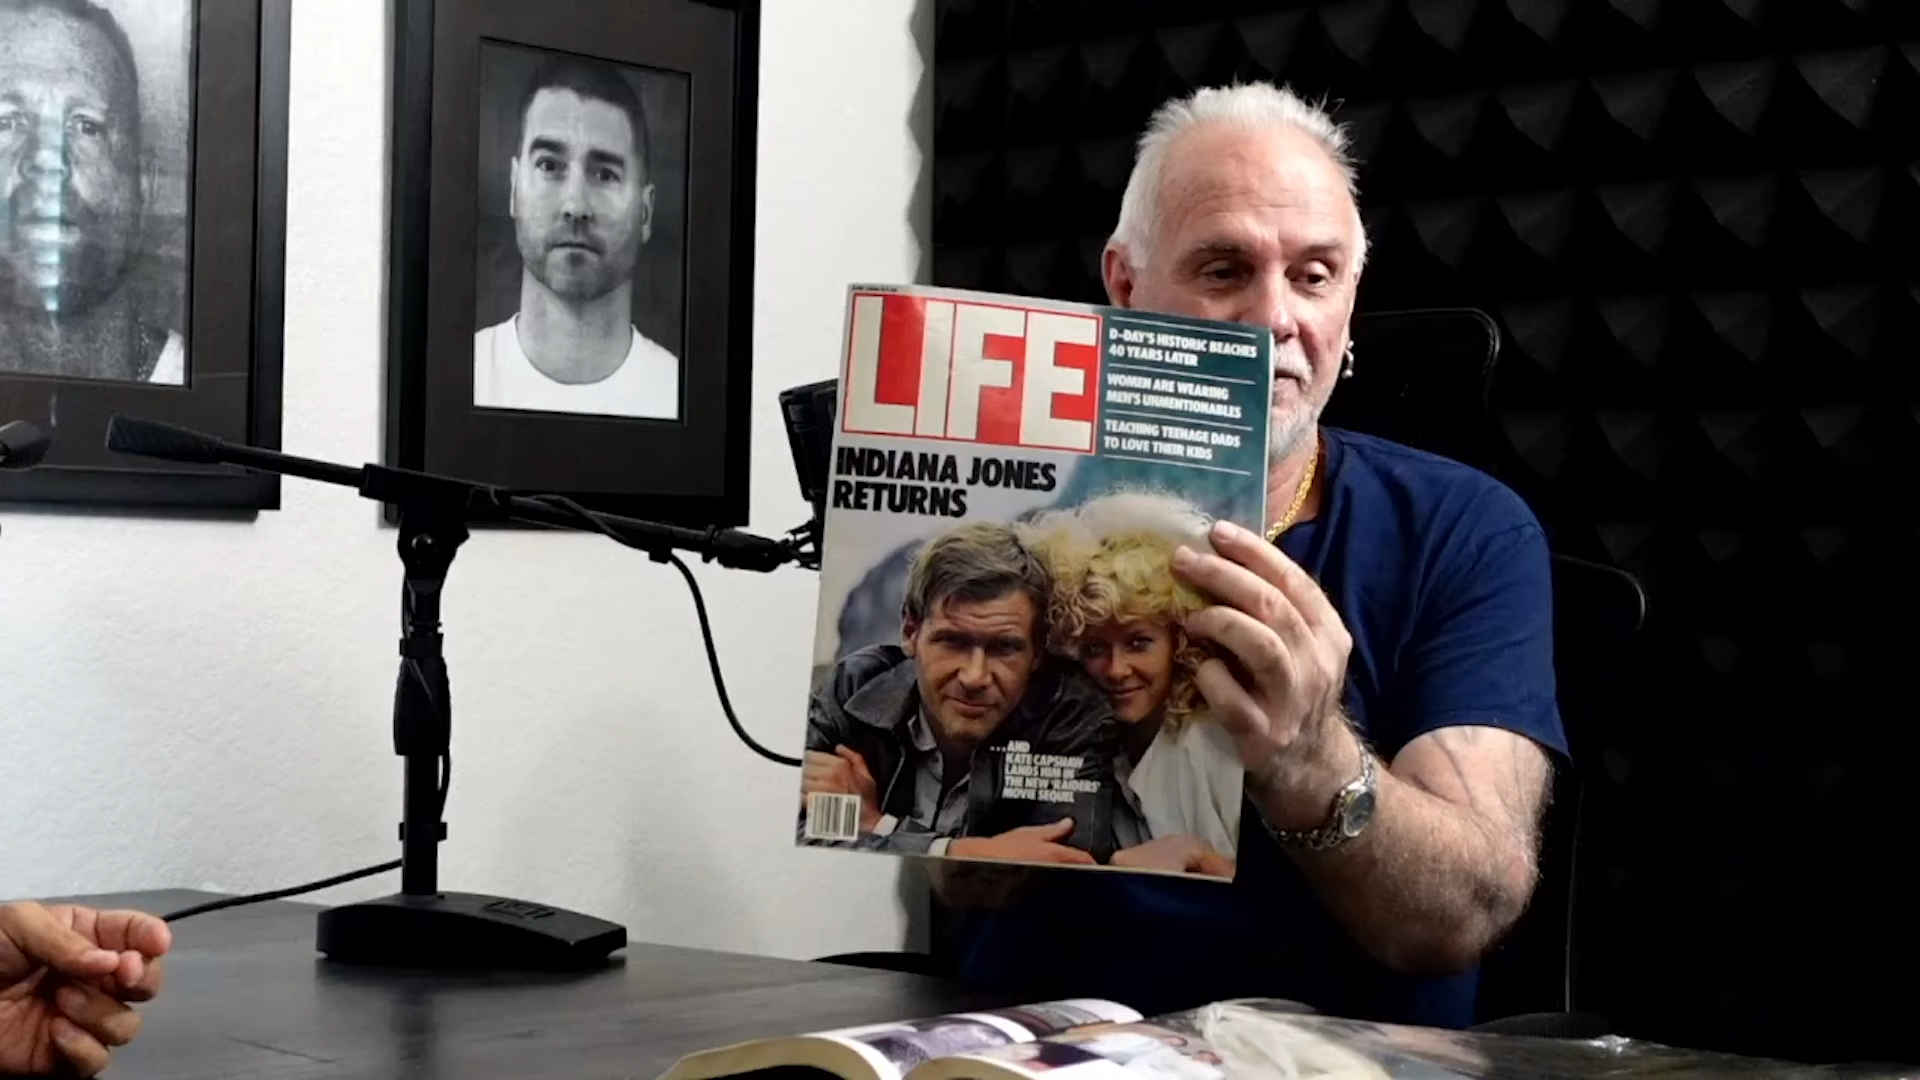 LIFE
D-DAY'S HISTORIC BEACHES
40 YEARS LATER
WOMEN ARE WEARING
MEN'S UNMENTIONABLES
TEACHING TEENAGE DADS
TO LOVE THEIR KIDS
INDIANA JONES
RETURNS
...AND
KATE CAPSHAW
LANDS HIM IN
THE NEW 'RAIDERS'
MOVIE SEQUEL